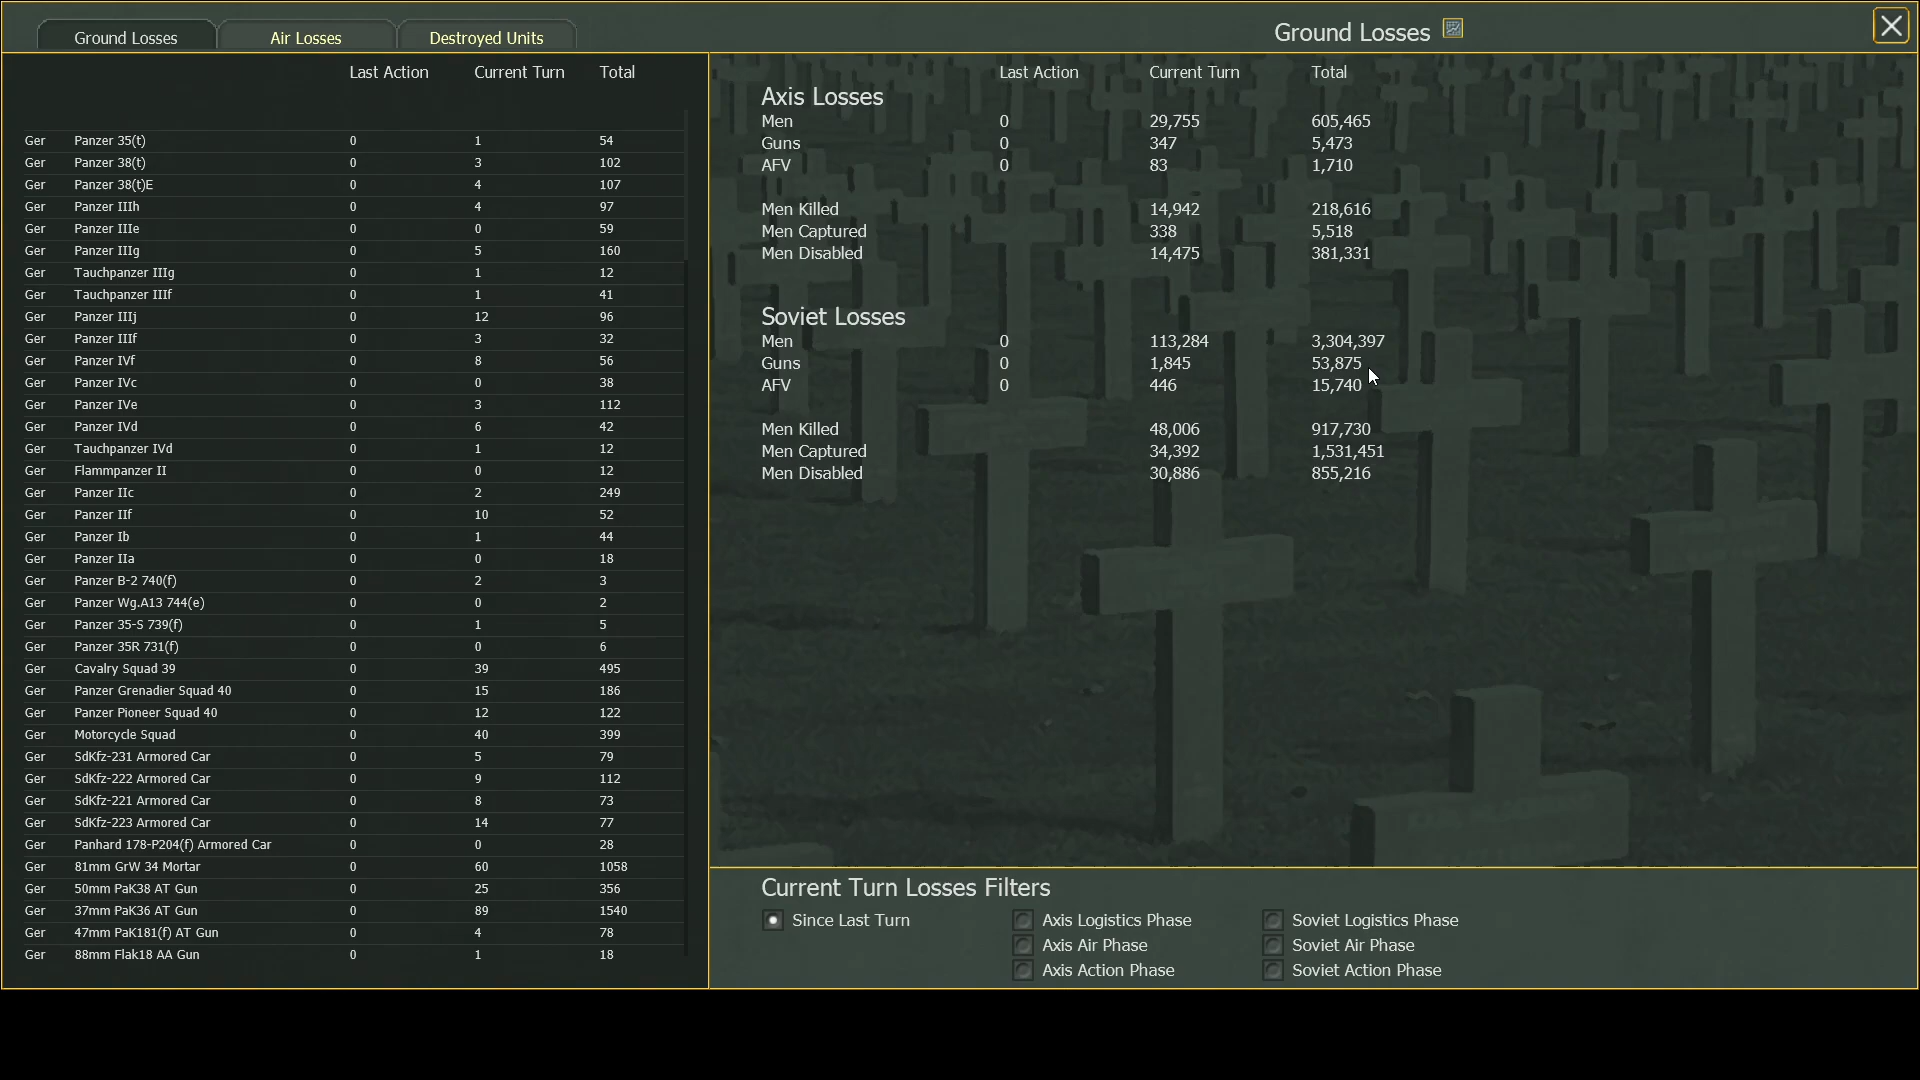 Ground Losses Air Losses Destroyed Units
Ground Losses
Last Action Current Turn Total
Ger Panzer 35(t) 0 1 54
Ger Panzer 38(t) 0 3 102
Ger Panzer 38(t)E 0 4 107
Ger Panzer IIIh 0 4 97
Ger Panzer IIIe 0 0 59
Ger Panzer IIIg 0 5 160
Ger Tauchpanzer IIIg 0 1 12
Ger Tauchpanzer IIIf 0 1 41
Ger Panzer IIIj 0 12 96
Ger Panzer IIIf 0 3 32
Ger Panzer IVf 0 8 56
Ger Panzer IVc 0 0 38
Ger Panzer IVe 0 3 112
Ger Panzer IVd 0 6 42
Ger Tauchpanzer IVd 0 1 12
Ger Flammpanzer II 0 0 12
Ger Panzer IIc 0 2 249
Ger Panzer IIf 0 10 52
Ger Panzer Ib 0 1 44
Ger Panzer IIa 0 0 18
Ger Panzer B-2 740(f) 0 2 3
Ger Panzer Wg.A13 744(e) 0 0 2
Ger Panzer 35-S 739(f) 0 1 5
Ger Panzer 35R 731(f) 0 0 6
Ger Cavalry Squad 39 0 39 495
Ger Panzer Grenadier Squad 40 0 15 186
Ger Panzer Pioneer Squad 40 0 12 122
Ger Motorcycle Squad 0 40 399
Ger SdKfz-231 Armored Car 0 5 79
Ger SdKfz-222 Armored Car 0 9 112
Ger SdKfz-221 Armored Car 0 8 73
Ger SdKfz-223 Armored Car 0 14 77
Ger Panhard 178-P204(f) Armored Car 0 0 28
Ger 81mm GrW 34 Mortar 0 60 1058
Ger 50mm PaK38 AT Gun 0 25 356
Ger 37mm PaK36 AT Gun 0 89 1540
Ger 47mm PaK181(f) AT Gun 0 4 78
Ger 88mm Flak18 AA Gun 0 1 18
Last Action Current Turn Total
Axis Losses
Men 0 29,755 605,465
Guns 0 347 5,473
AFV 0 83 1,710
Men Killed 14,942 218,616
Men Captured 338 5,518
Men Disabled 14,475 381,331
Soviet Losses
Men 0 113,284 3,304,397
Guns 0 1,845 53,875
AFV 0 446 15,740
Men Killed 48,006 917,730
Men Captured 34,392 1,531,451
Men Disabled 30,886 855,216
Current Turn Losses Filters
Since Last Turn Axis Logistics Phase Soviet Logistics Phase
Axis Air Phase Soviet Air Phase
Axis Action Phase Soviet Action Phase